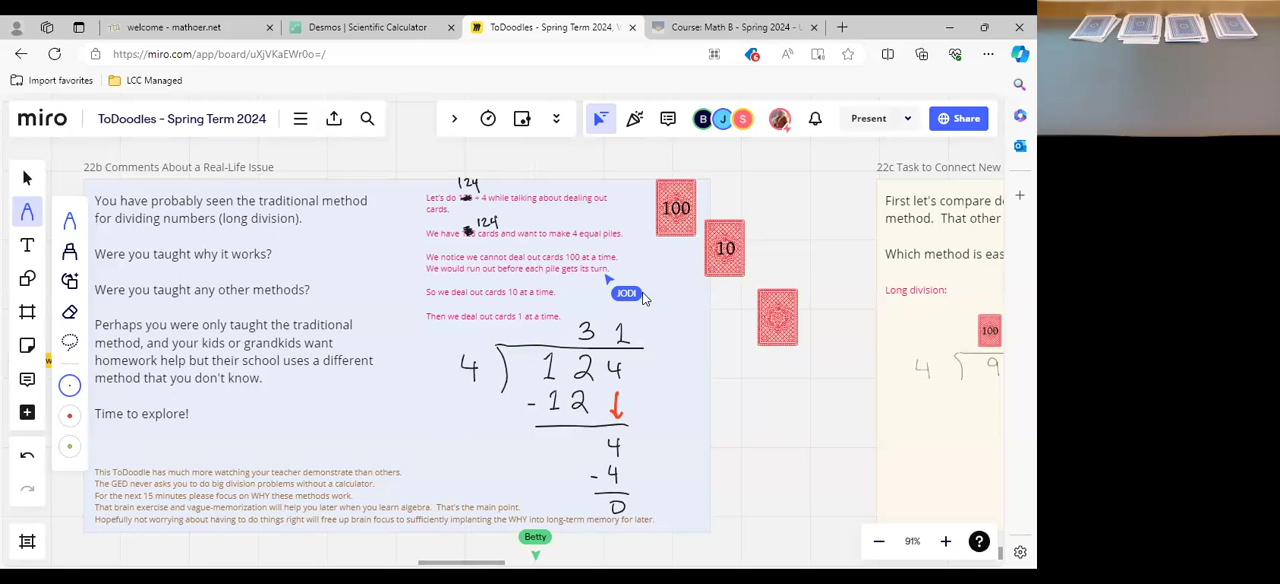 welcome - mathoer.net
Desmos | Scientific Calculator
ToDoodles - Spring Term 2024, V
Course: Math B - Spring 2024 - L
https://miro.com/app/board/uXjVKaEWr0o=/
Import favorites
LCC Managed
miro
ToDoodles - Spring Term 2024
B
J
S
Present
Share
22b Comments About a Real-Life Issue
22c Task to Connect New
You have probably seen the traditional method
for dividing numbers (long division).
Were you taught why it works?
Were you taught any other methods?
Perhaps you were only taught the traditional
method, and your kids or grandkids want
homework help but their school uses a different
method that you don't know.
Time to explore!
124
Let's do ÷ 4 while talking about dealing out
cards.
124
We have cards and want to make 4 equal piles.
We notice we cannot deal out cards 100 at a time.
We would run out before each pile gets its turn.
So we deal out cards 10 at a time.
Then we deal out cards 1 at a time.
JODI
100
10
31
4 ) 124
- 12 ↓
4
- 4
0
This ToDoodle has much more watching your teacher demonstrate than others.
The GED never asks you to do big division problems without a calculator.
For the next 15 minutes please focus on WHY these methods work.
That brain exercise and vague-memorization will help you later when you learn algebra. That's the main point.
Hopefully not worrying about having to do things right will free up brain focus to sufficiently implanting the WHY into long-term memory for later.
Betty
First let's compare do
method. That other
Which method is eas
Long division:
100
4 ) 9
91%